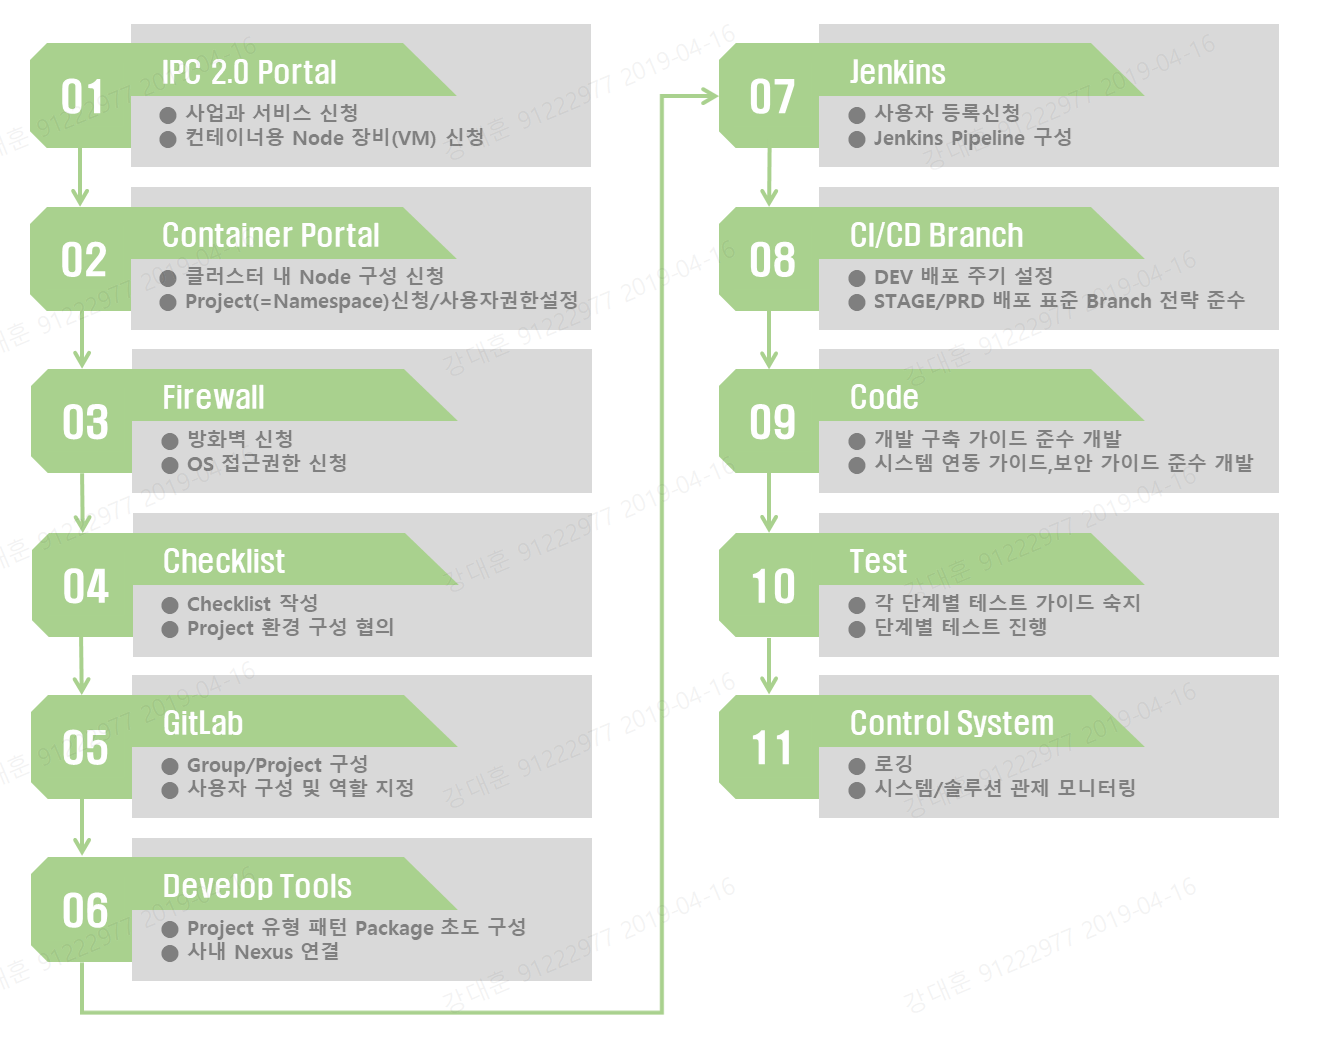 01
IPC 2.0 Portal
● 사업과 서비스 신청
● 컨테이너용 Node 장비(VM) 신청
02
Container Portal
● 클러스터 내 Node 구성 신청
● Project(=Namespace)신청/사용자권한설정
03
Firewall
● 방화벽 신청
● OS 접근권한 신청
04
Checklist
● Checklist 작성
● Project 환경 구성 협의
05
GitLab
● Group/Project 구성
● 사용자 구성 및 역할 지정
06
Develop Tools
● Project 유형 패턴 Package 초도 구성
● 사내 Nexus 연결
07
Jenkins
● 사용자 등록신청
● Jenkins Pipeline 구성
08
CI/CD Branch
● DEV 배포 주기 설정
● STAGE/PRD 배포 표준 Branch 전략 준수
09
Code
● 개발 구축 가이드 준수 개발
● 시스템 연동 가이드,보안 가이드 준수 개발
10
Test
● 각 단계별 테스트 가이드 숙지
● 단계별 테스트 진행
11
Control System
● 로깅
● 시스템/솔루션 관제 모니터링
강대훈 91222977 2019-04-16